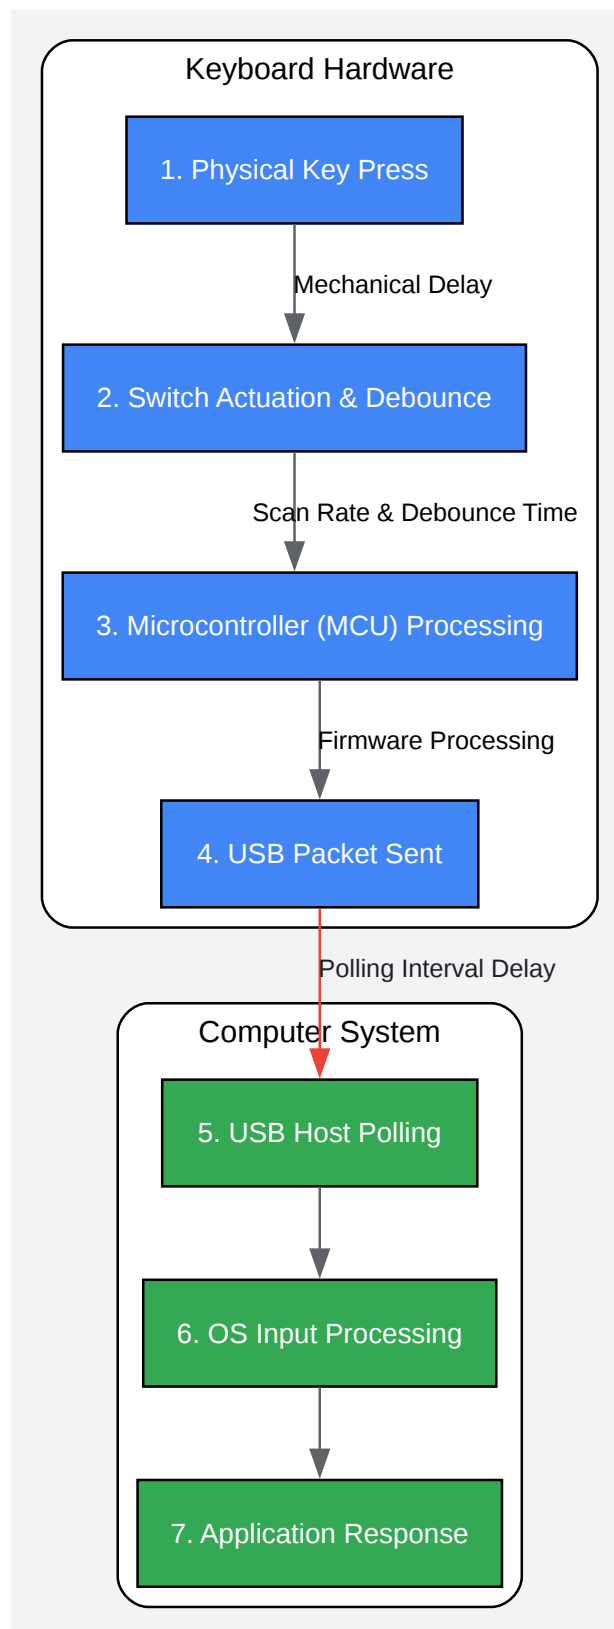 Keyboard Hardware
1. Physical Key Press
Mechanical Delay
2. Switch Actuation & Debounce
Scan Rate & Debounce Time
3. Microcontroller (MCU) Processing
Firmware Processing
4. USB Packet Sent
Polling Interval Delay
Computer System
5. USB Host Polling
6. OS Input Processing
7. Application Response